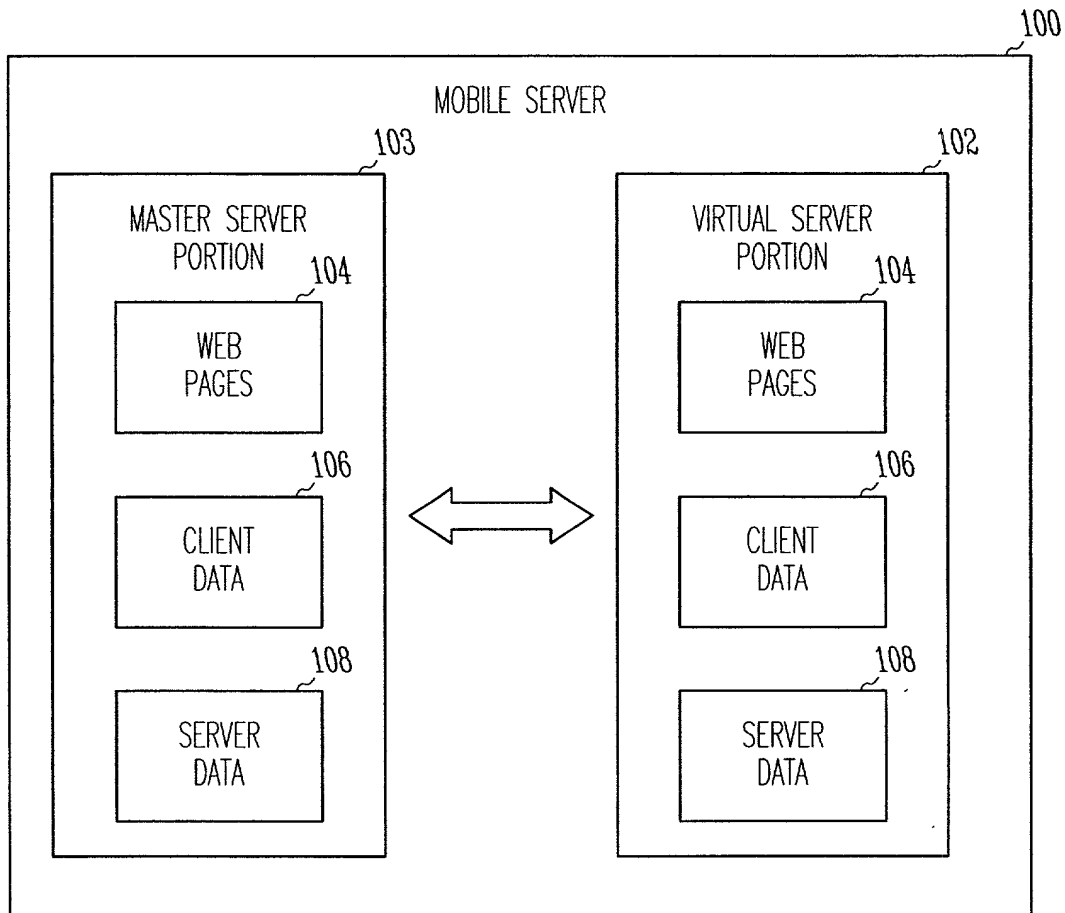 100
MOBILE SERVER
103
MASTER SERVER
PORTION
104
WEB
PAGES
106
CLIENT
DATA
108
SERVER
DATA
102
VIRTUAL SERVER
PORTION
104
WEB
PAGES
106
CLIENT
DATA
108
SERVER
DATA